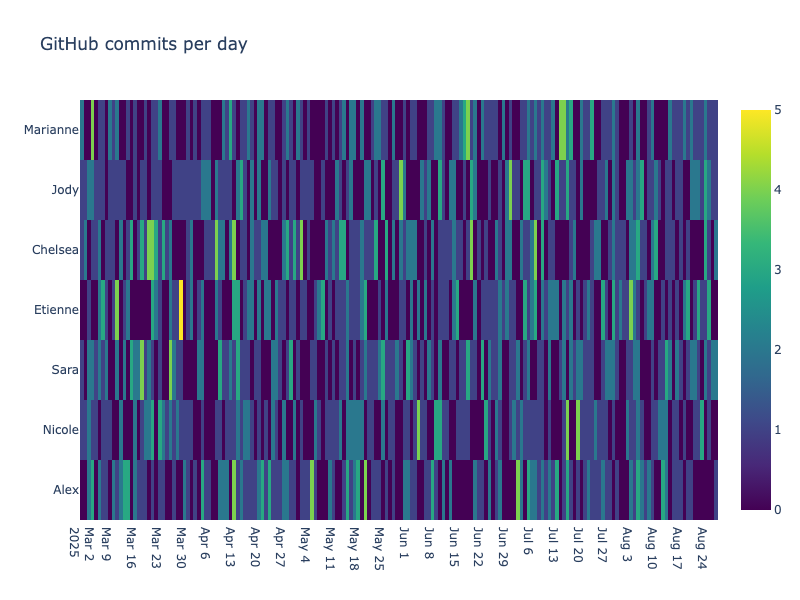 GitHub commits per day
Marianne
Jody
Chelsea
Etienne
Sara
Nicole
Alex
2025
Mar 2
Mar 9
Mar 16
Mar 23
Mar 30
Apr 6
Apr 13
Apr 20
Apr 27
May 4
May 11
May 18
May 25
Jun 1
Jun 8
Jun 15
Jun 22
Jun 29
Jul 6
Jul 13
Jul 20
Jul 27
Aug 3
Aug 10
Aug 17
Aug 24
5
4
3
2
1
0